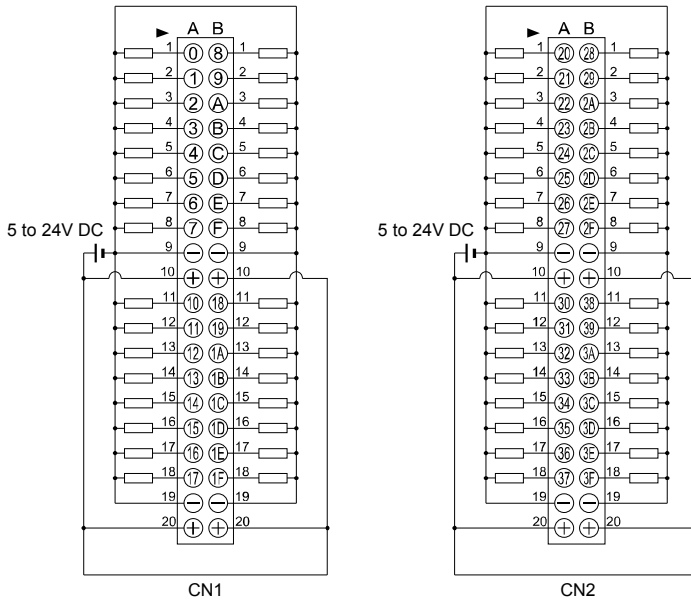 A B A B
1 0 8 1 1 20 28 1
2 1 9 2 2 21 29 2
3 2 A 3 3 22 2A 3
4 3 B 4 4 23 2B 4
5 4 C 5 5 24 2C 5
6 5 D 6 6 25 2D 6
7 6 E 7 7 26 2E 7
5 to 24V DC 8 7 F 8 5 to 24V DC 8 27 2F 8
9 − − 9 9 − − 9
10 + + 10 10 + + 10
11 10 18 11 11 30 38 11
12 11 19 12 12 31 39 12
13 12 1A 13 13 32 3A 13
14 13 1B 14 14 33 3B 14
15 14 1C 15 15 34 3C 15
16 15 1D 16 16 35 3D 16
17 16 1E 17 17 36 3E 17
18 17 1F 18 18 37 3F 18
19 − − 19 19 − − 19
20 + + 20 20 + + 20
CN1 CN2